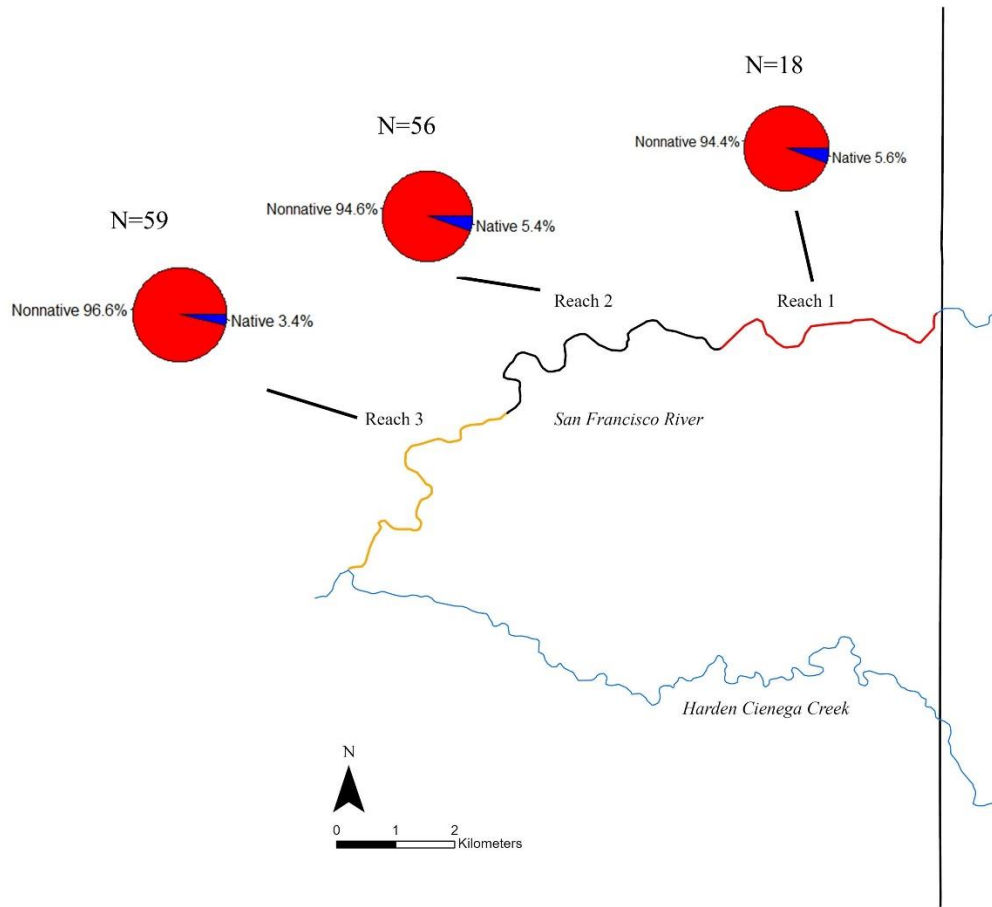 N=18
Nonnative 94.4%
Native 5.6%
N=56
Nonnative 94.6%
Native 5.4%
N=59
Nonnative 96.6%
Native 3.4%
Reach 2
Reach 1
Reach 3
San Francisco River
Harden Cienega Creek
N
0 1 2
Kilometers